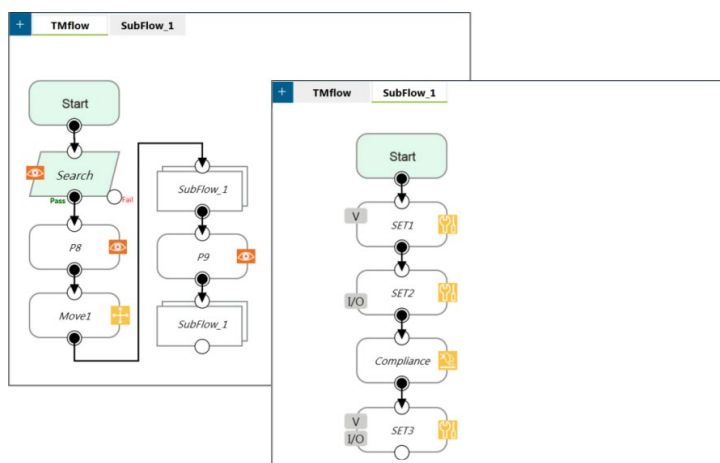 + TMflow SubFlow_1
Start
Search
Pass Fail
P8
Move1
SubFlow_1
P9
SubFlow_1
+ TMflow SubFlow_1
Start
V SET1
I/O SET2
Compliance
V
SET3
I/O